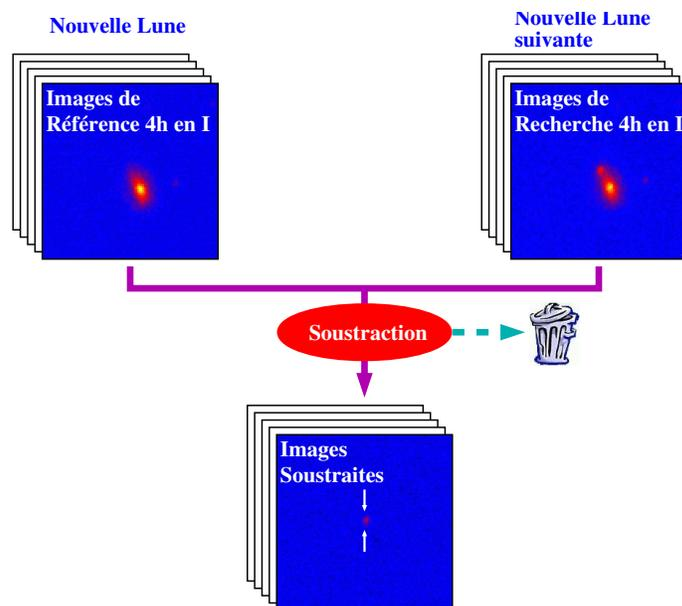 Nouvelle Lune
Nouvelle Lune
suivante
Images de
Référence 4h en I
Images de
Recherche 4h en I
Soustraction
Images
Soustraites